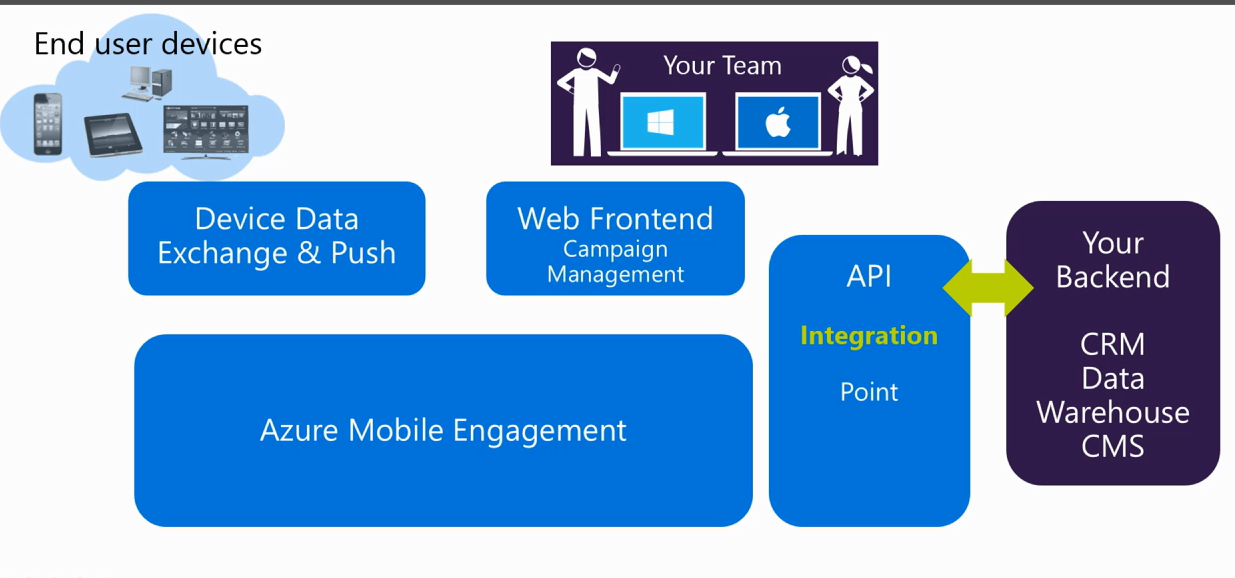 End user devices
Your Team
Device Data
Exchange & Push
Web Frontend
Campaign
Management
API
Integration
Point
Your
Backend
CRM
Data
Warehouse
CMS
Azure Mobile Engagement